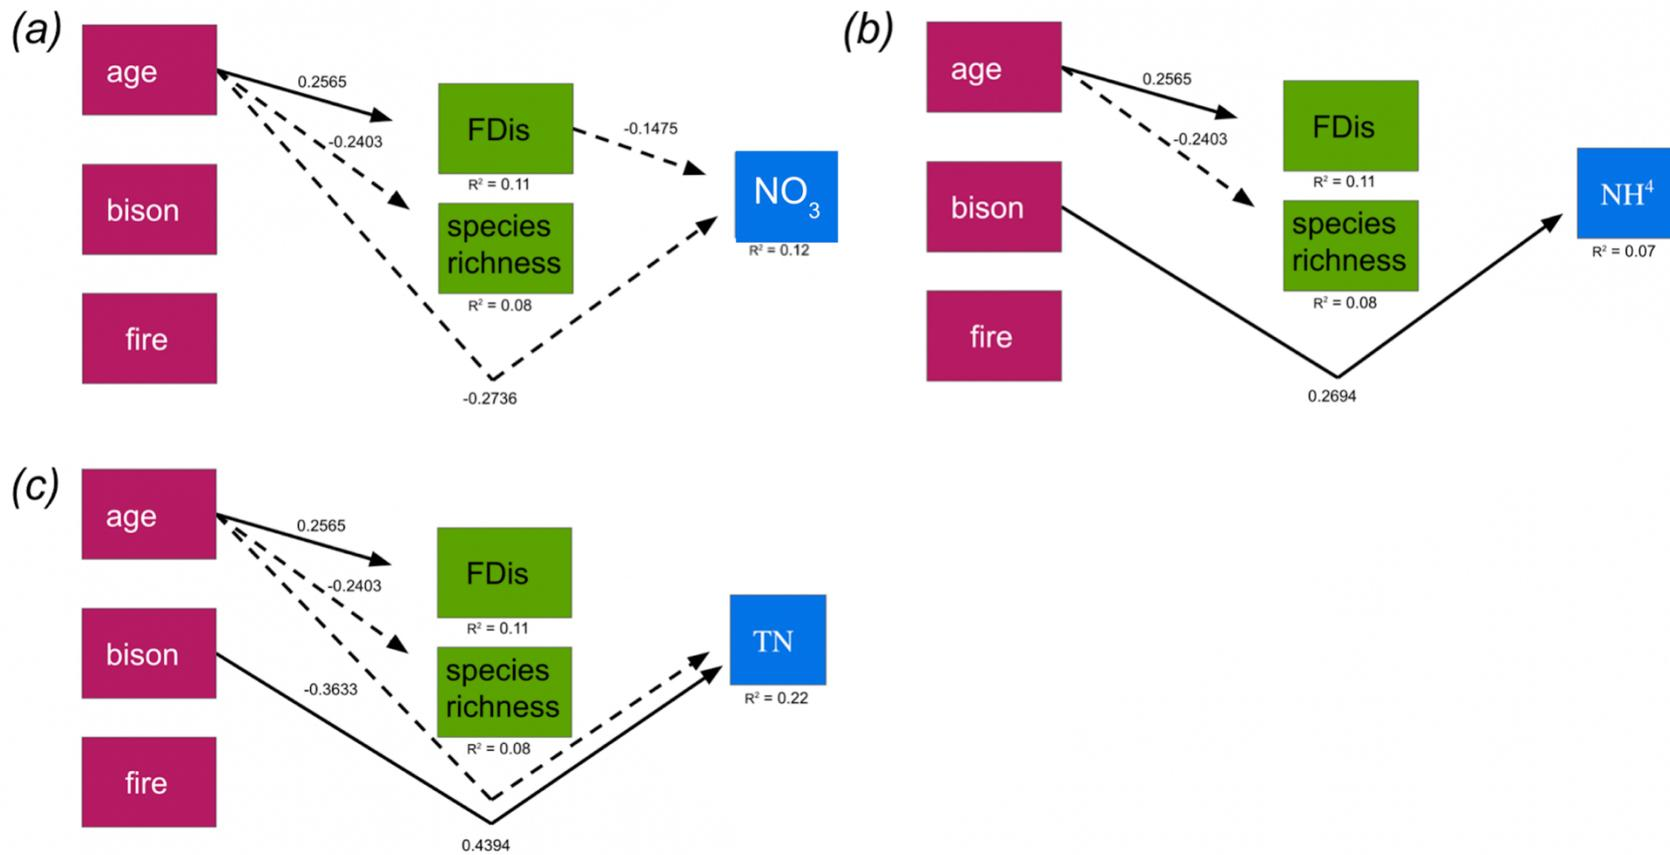 (a)
age
bison
fire
0.2565
-0.2403
FDis
R² = 0.11
species
richness
R² = 0.08
-0.1475
NO₃
R² = 0.12
-0.2736
(b)
age
bison
fire
0.2565
-0.2403
FDis
R² = 0.11
species
richness
R² = 0.08
NH⁴
R² = 0.07
0.2694
(c)
age
bison
fire
0.2565
-0.2403
-0.3633
FDis
R² = 0.11
species
richness
R² = 0.08
TN
R² = 0.22
0.4394